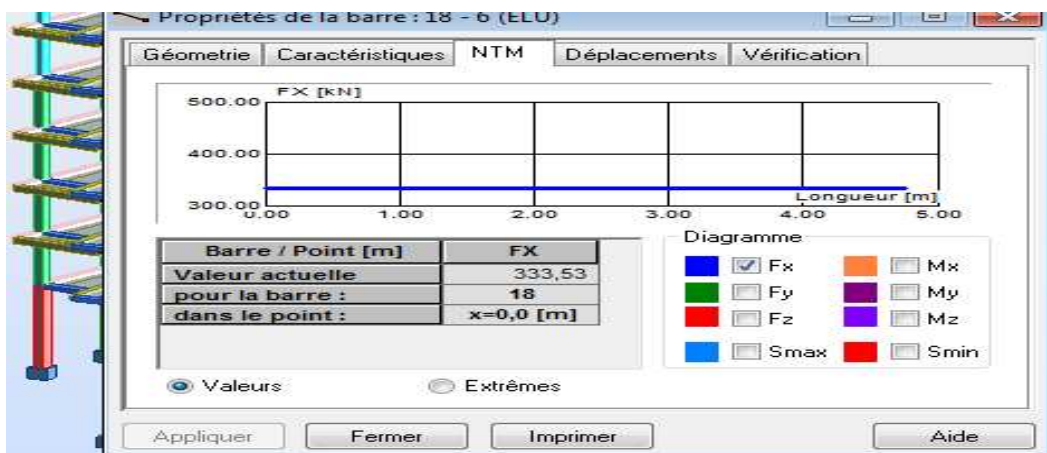 Propriétés de la barre : 18 - 6 (ELU)
Géometrie Caractéristiques NTM Déplacements Vérification
FX [kN]
500.00
400.00
300.00
Longueur [m]
0.00 1.00 2.00 3.00 4.00 5.00
Barre / Point [m] FX
Valeur actuelle 333,53
pour la barre : 18
dans le point : x=0,0 [m]
Diagramme
Fx Mx
Fy My
Fz Mz
Smax Smin
Valeurs Extrêmes
Appliquer Fermer Imprimer Aide